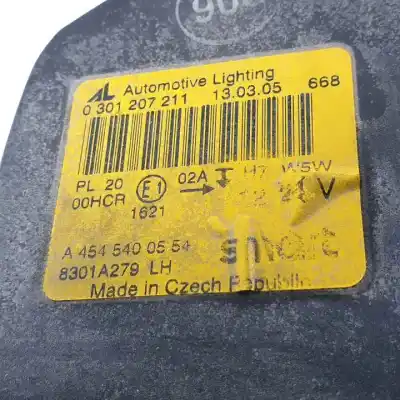 AL Automotive Lighting
0 301 207 211 13.03.05 668
PL 20 E1 02A H7 W5W
00HCR
1621
A 454 540 05 54
8301A279 LH smart
Made in Czech Republic